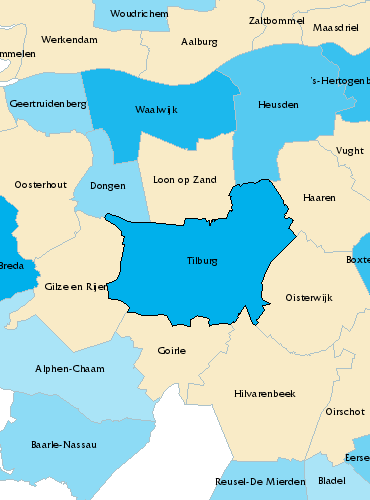 Woudrichem
Zaltbommel
Maasdriel
Werkendam
Aalburg
mmelen
's-Hertogenb
Geertruidenberg
Waalwijk
Heusden
Vught
Oosterhout
Dongen
Loon op Zand
Haaren
Breda
Tilburg
Boxte
Gilze en Rijen
Oisterwijk
Goirle
Alphen-Chaam
Hilvarenbeek
Oirschot
Baarle-Nassau
Eerse
Reusel-De Mierden
Bladel